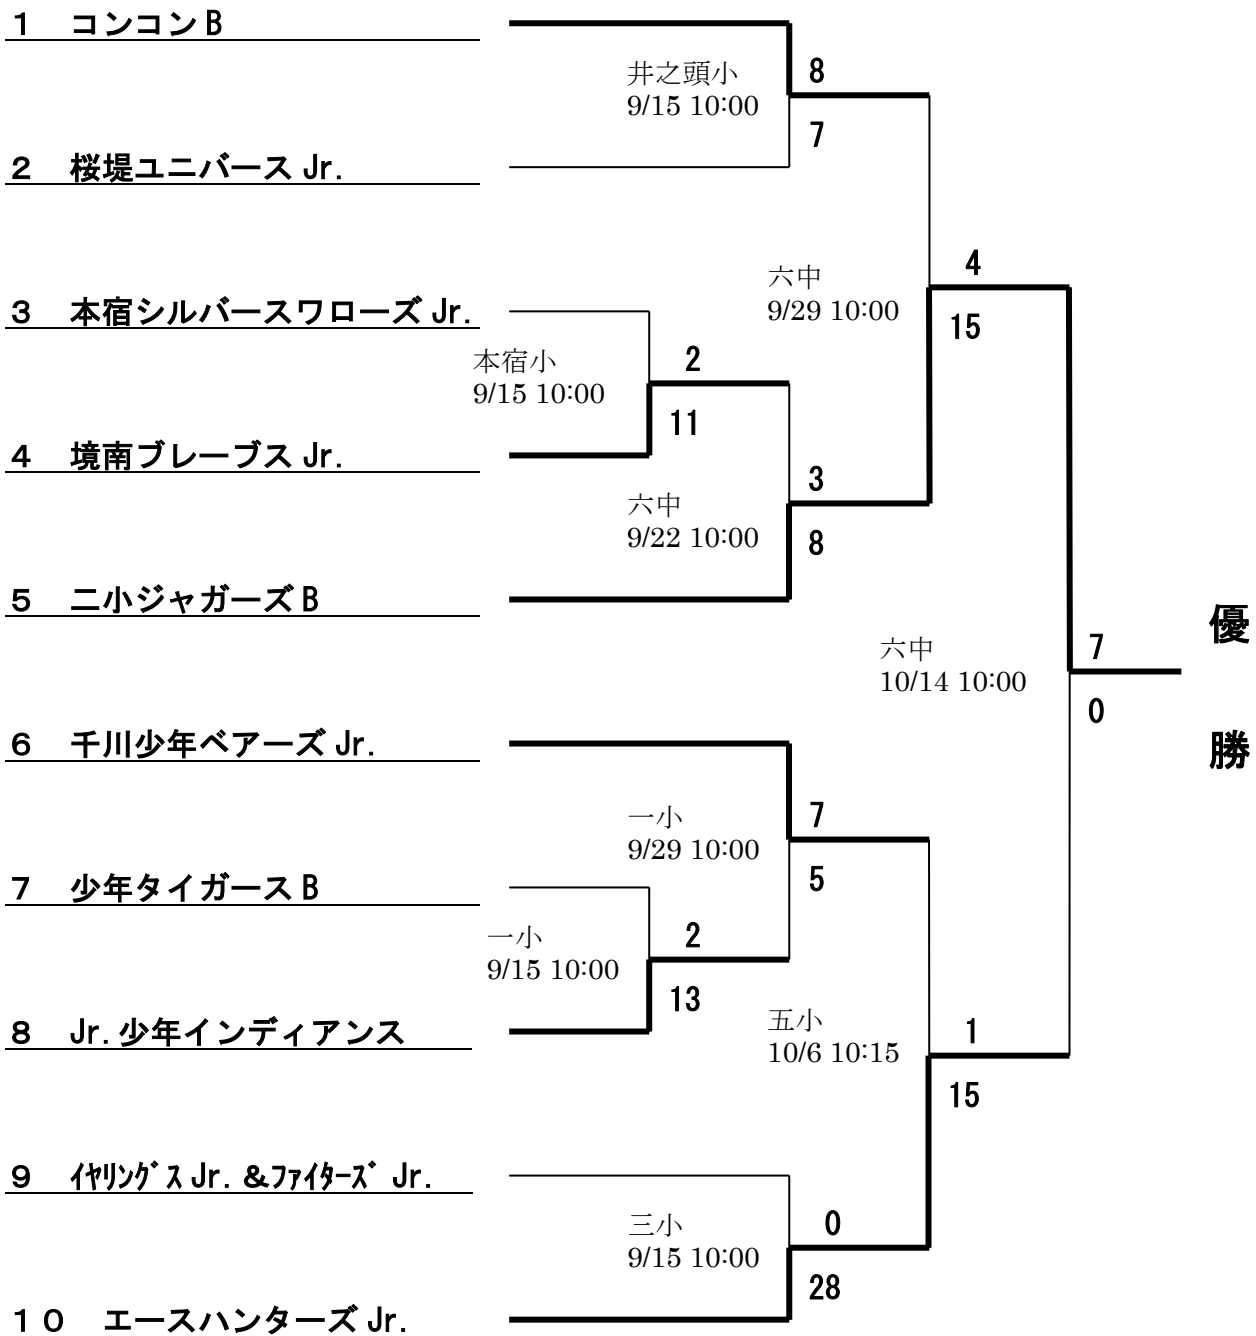 １　コンコンB
井之頭小
9/15 10:00
8
7
２　桜堤ユニバース Jr.
３　本宿シルバースワローズ Jr.
本宿小
9/15 10:00
2
11
六中
9/29 10:00
4
15
４　境南ブレーブス Jr.
六中
9/22 10:00
3
8
５　二小ジャガーズB
六中
10/14 10:00
7
0
優
勝
６　千川少年ベアーズ Jr.
一小
9/29 10:00
7
5
７　少年タイガースB
一小
9/15 10:00
2
13
８　Jr.少年インディアンス
五小
10/6 10:15
1
15
９　ｲﾔﾘﾝｸﾞｽ Jr.＆ﾌｧｲﾀｰｽﾞ Jr.
三小
9/15 10:00
0
28
１０　エースハンターズ Jr.